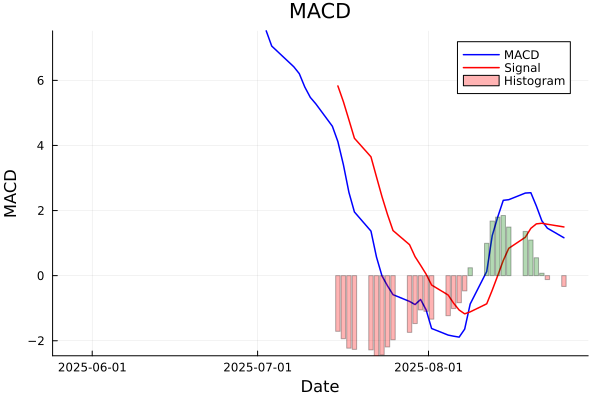 MACD
MACD
Signal
Histogram
6
4
2
0
−2
MACD
2025-06-01
2025-07-01
2025-08-01
Date